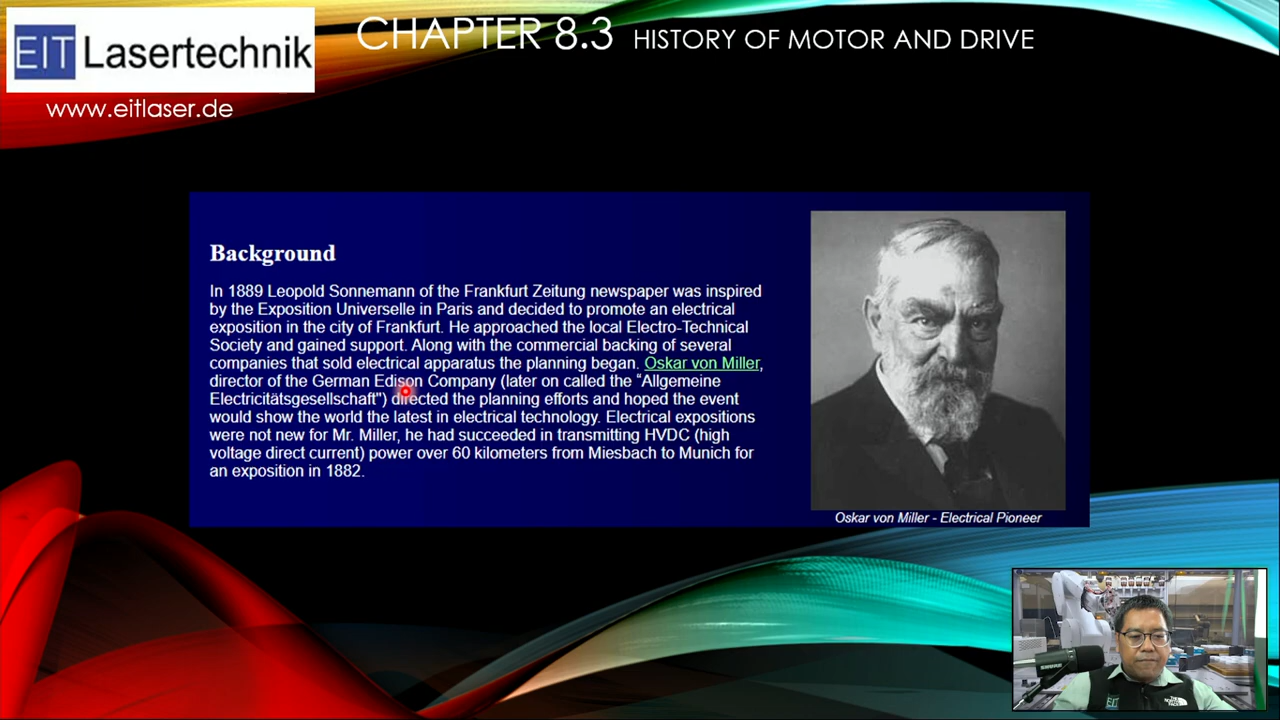 EIT Lasertechnik
www.eitlaser.de
CHAPTER 8.3 HISTORY OF MOTOR AND DRIVE
Background
In 1889 Leopold Sonnemann of the Frankfurt Zeitung newspaper was inspired
by the Exposition Universelle in Paris and decided to promote an electrical
exposition in the city of Frankfurt. He approached the local Electro-Technical
Society and gained support. Along with the commercial backing of several
companies that sold electrical apparatus the planning began. Oskar von Miller,
director of the German Edison Company (later on called the “Allgemeine
Electricitätsgesellschaft") directed the planning efforts and hoped the event
would show the world the latest in electrical technology. Electrical expositions
were not new for Mr. Miller, he had succeeded in transmitting HVDC (high
voltage direct current) power over 60 kilometers from Miesbach to Munich for
an exposition in 1882.
Oskar von Miller - Electrical Pioneer
SHURE
EIT